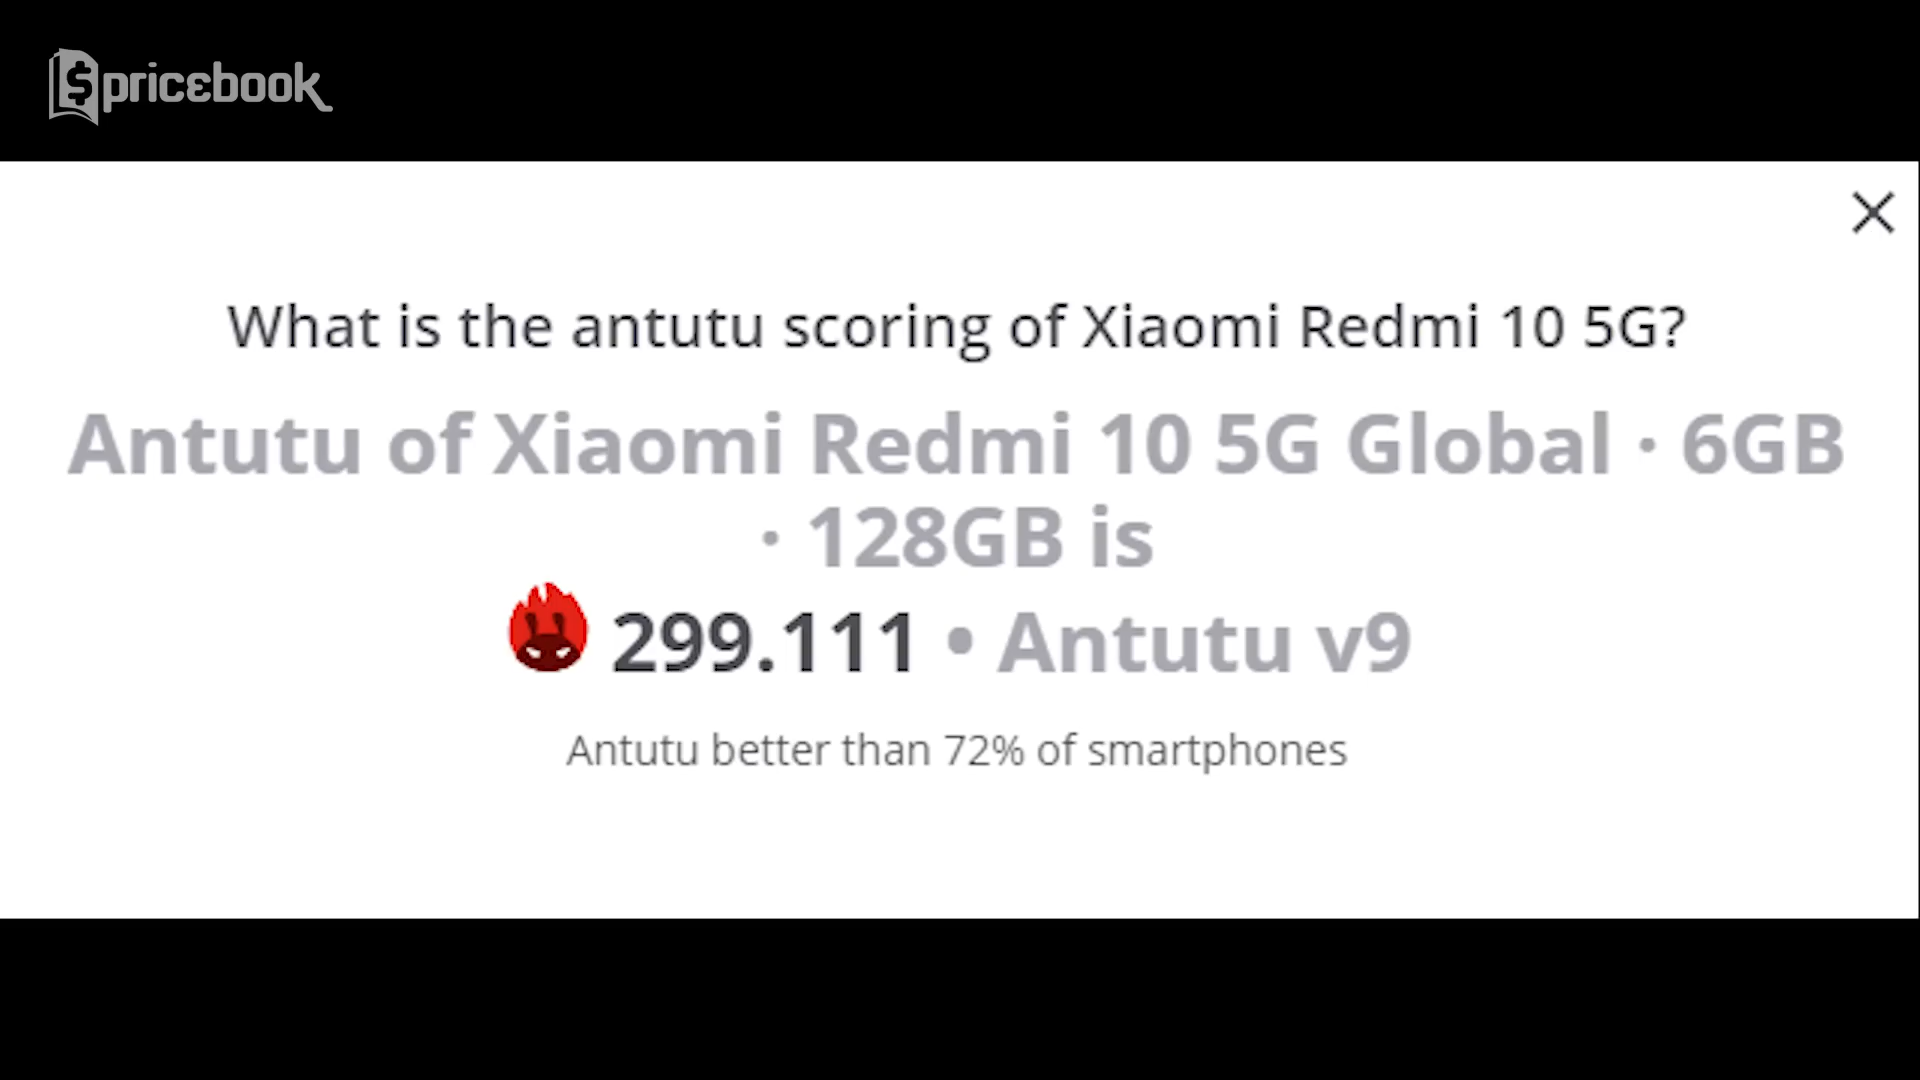 pricebook
What is the antutu scoring of Xiaomi Redmi 10 5G?
Antutu of Xiaomi Redmi 10 5G Global · 6GB
· 128GB is
299.111 • Antutu v9
Antutu better than 72% of smartphones